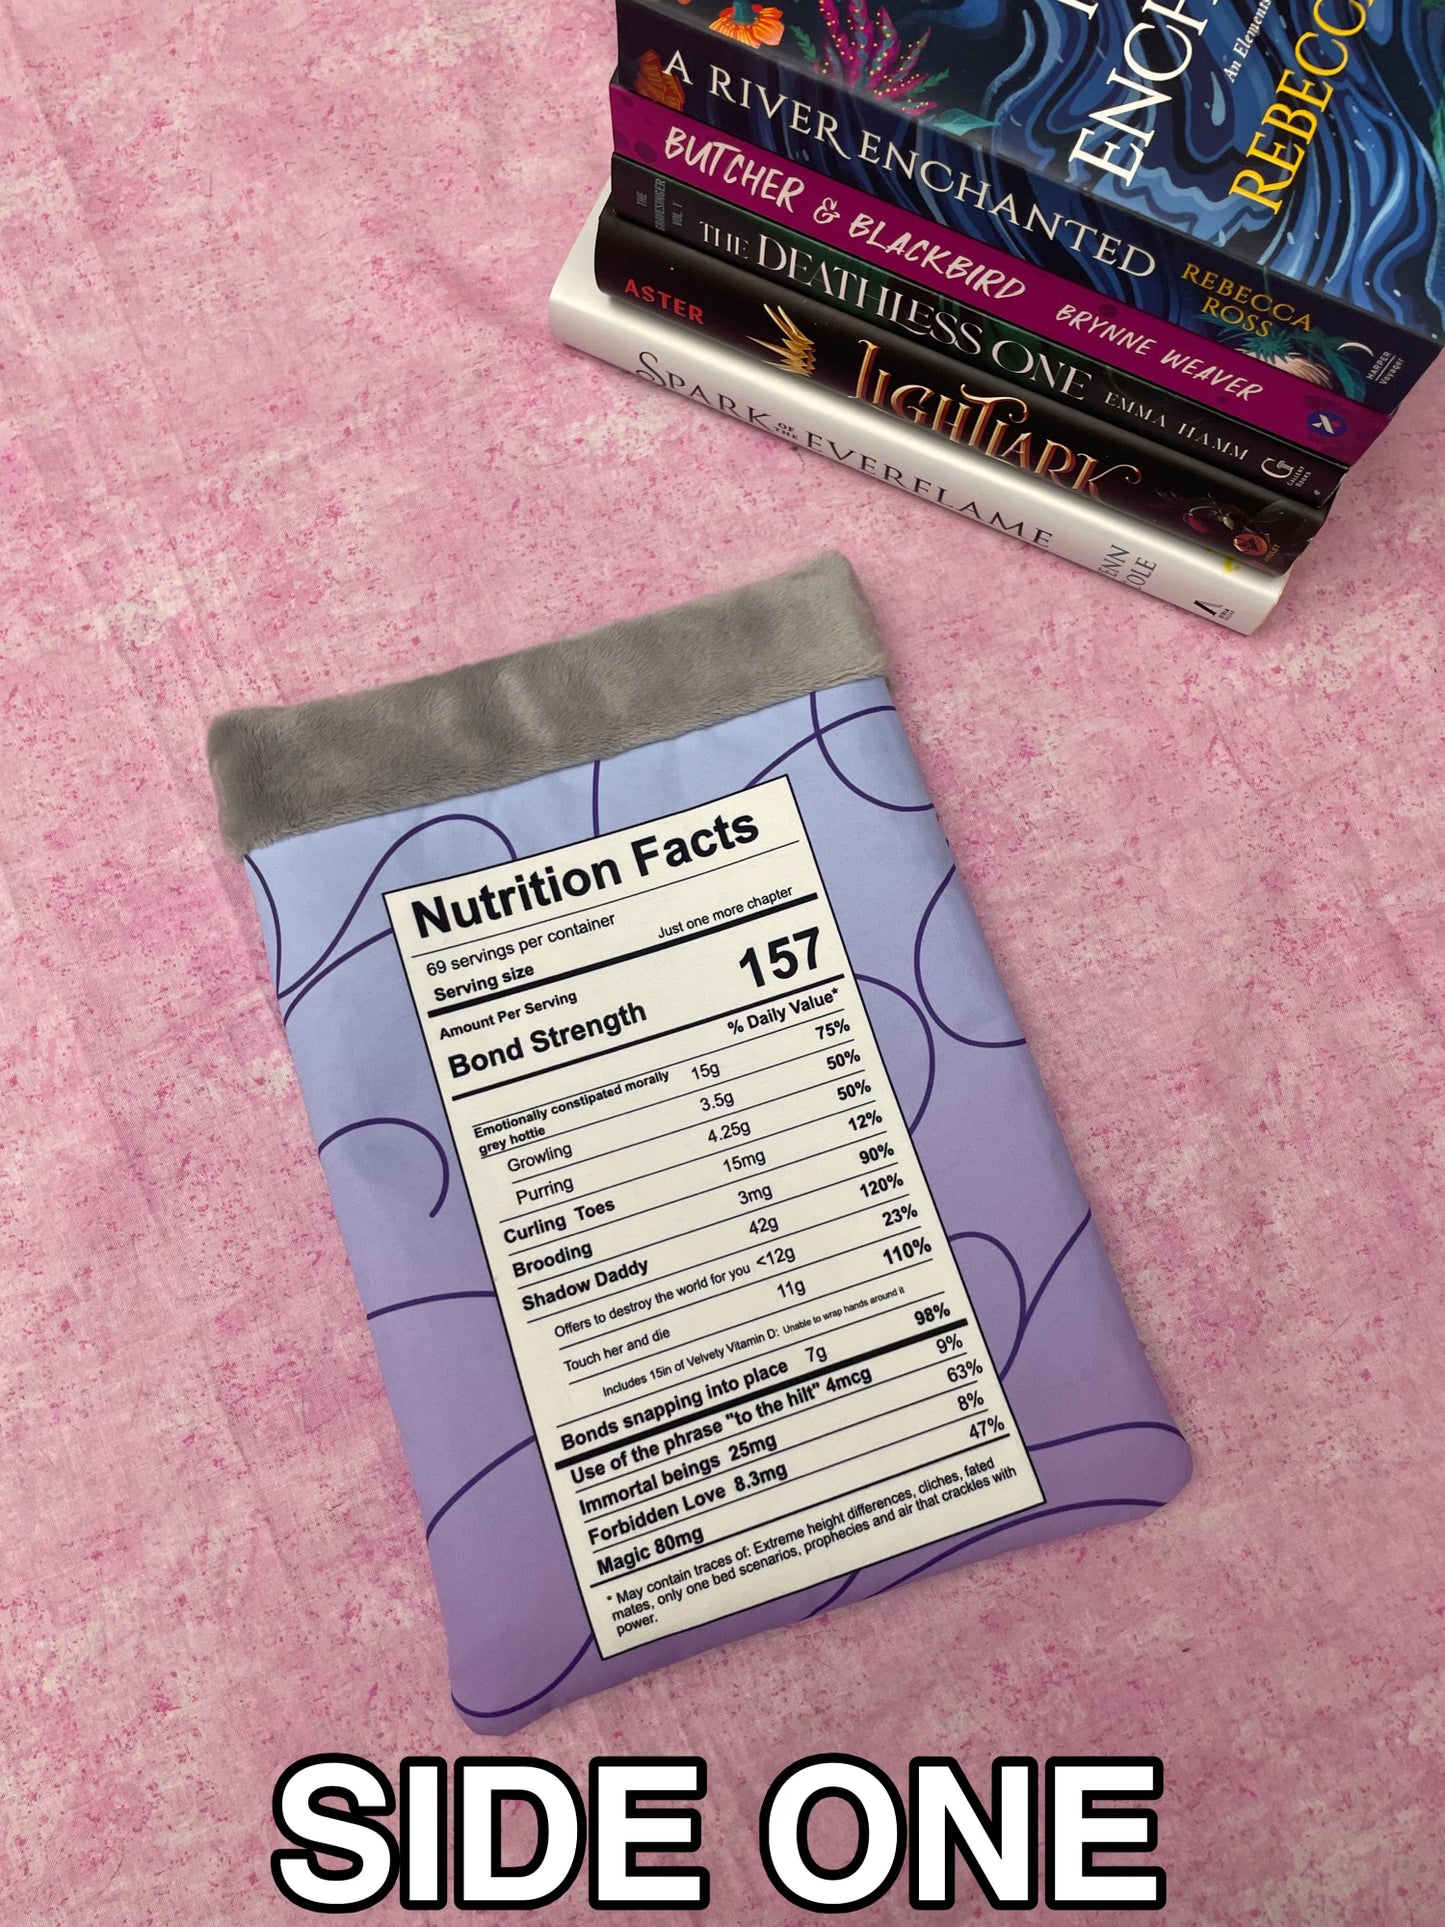 ENCH
An Elements
REBECC
A RIVER ENCHANTED
REBECCA
ROSS
HARPER
Voyager
BUTCHER & BLACKBIRD
BRYNNE WEAVER
THE
GRAVESINGER
VOL. 1
THE DEATHLESS ONE
EMMA HAMM
GALLERY
BOOKS
ASTER
LIGHTLARK
SPARK OF THE EVERFLAME
ENN
OLE
Nutrition Facts
69 servings per container
Serving size Just one more chapter
Amount Per Serving
Bond Strength 157
% Daily Value*
Emotionally constipated morally
grey hottie 15g 75%
Growling 3.5g 50%
Purring 4.25g 50%
Curling Toes 15mg 12%
Brooding 3mg 90%
Shadow Daddy 42g 120%
Offers to destroy the world for you <12g 23%
Touch her and die 11g 110%
Includes 15in of Velvety Vitamin D: Unable to wrap hands around it
Bonds snapping into place 7g 98%
Use of the phrase "to the hilt" 4mcg 9%
Immortal beings 25mg 63%
Forbidden Love 8.3mg 8%
Magic 80mg 47%
* May contain traces of: Extreme height differences, cliches, fated
mates, only one bed scenarios, prophecies and air that crackles with
power.
SIDE ONE